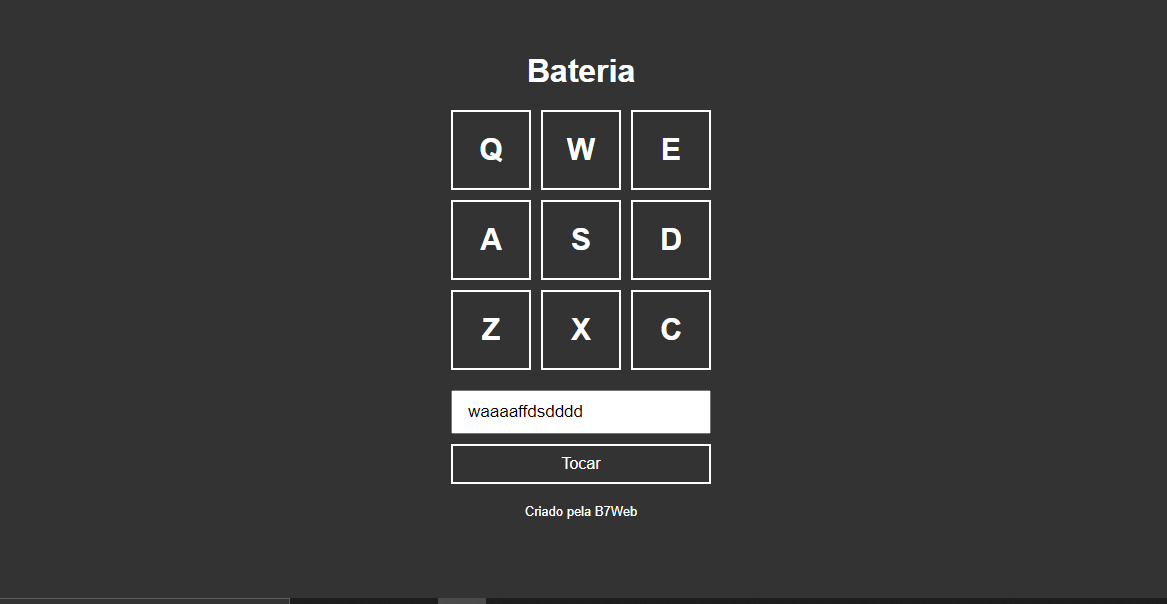 Bateria
Q W E
A S D
Z X C
waaaaffdsdddd
Tocar
Criado pela B7Web